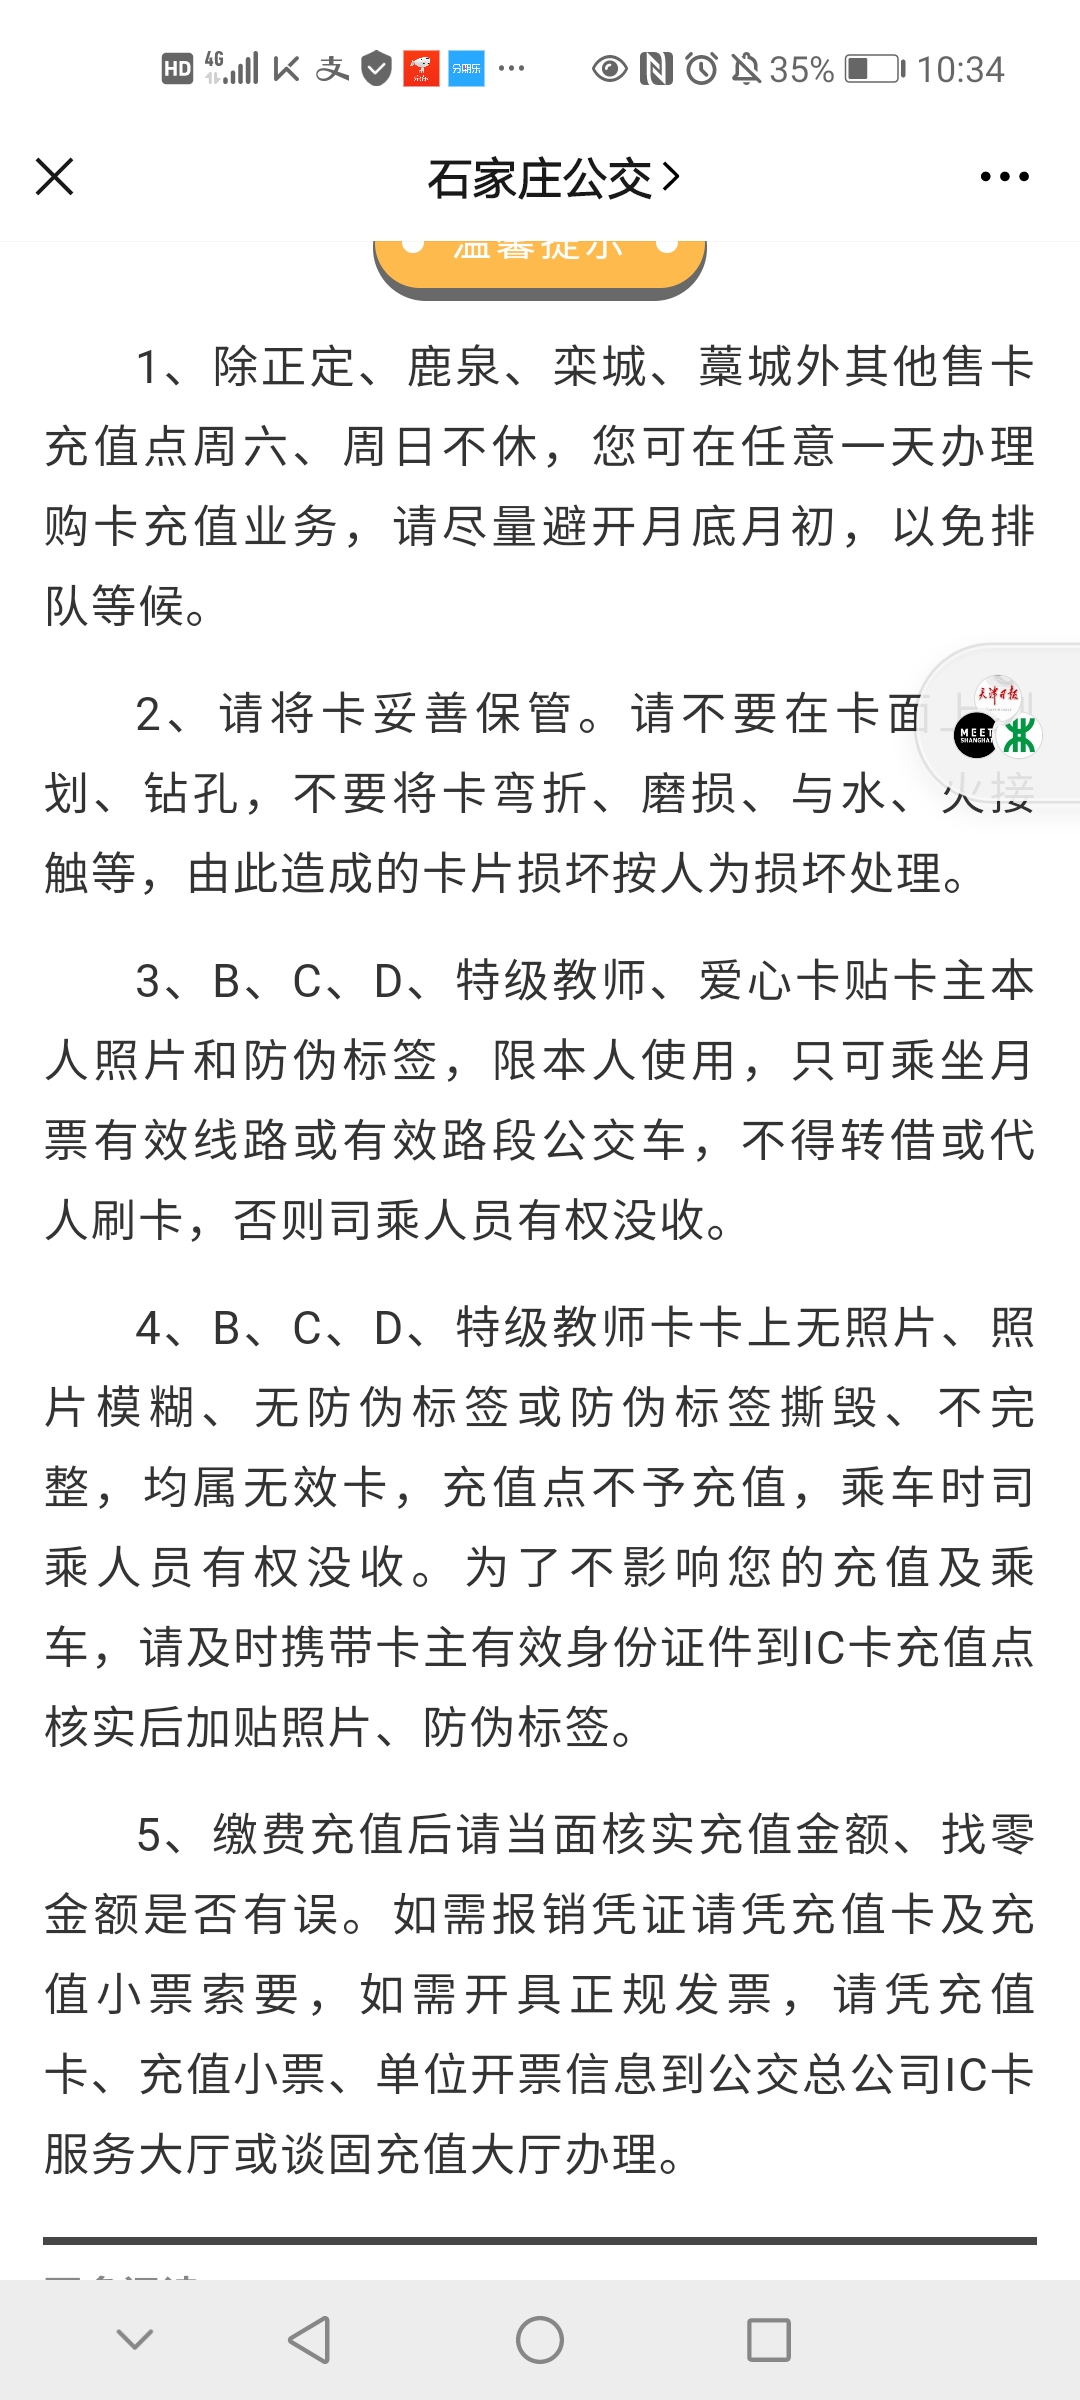 HD 4G 支 京东 分期乐 ... 35% 10:34
石家庄公交
温馨提示
1、除正定、鹿泉、栾城、藁城外其他售卡
充值点周六、周日不休，您可在任意一天办理
购卡充值业务，请尽量避开月底月初，以免排
队等候。
2、请将卡妥善保管。请不要在卡面上刻
天津日报
MEET
SHANGHAI
划、钻孔，不要将卡弯折、磨损、与水、火接
触等，由此造成的卡片损坏按人为损坏处理。
3、B、C、D、特级教师、爱心卡贴卡主本
人照片和防伪标签，限本人使用，只可乘坐月
票有效线路或有效路段公交车，不得转借或代
人刷卡，否则司乘人员有权没收。
4、B、C、D、特级教师卡卡上无照片、照
片模糊、无防伪标签或防伪标签撕毁、不完
整，均属无效卡，充值点不予充值，乘车时司
乘人员有权没收。为了不影响您的充值及乘
车，请及时携带卡主有效身份证件到IC卡充值点
核实后加贴照片、防伪标签。
5、缴费充值后请当面核实充值金额、找零
金额是否有误。如需报销凭证请凭充值卡及充
值小票索要，如需开具正规发票，请凭充值
卡、充值小票、单位开票信息到公交总公司IC卡
服务大厅或谈固充值大厅办理。